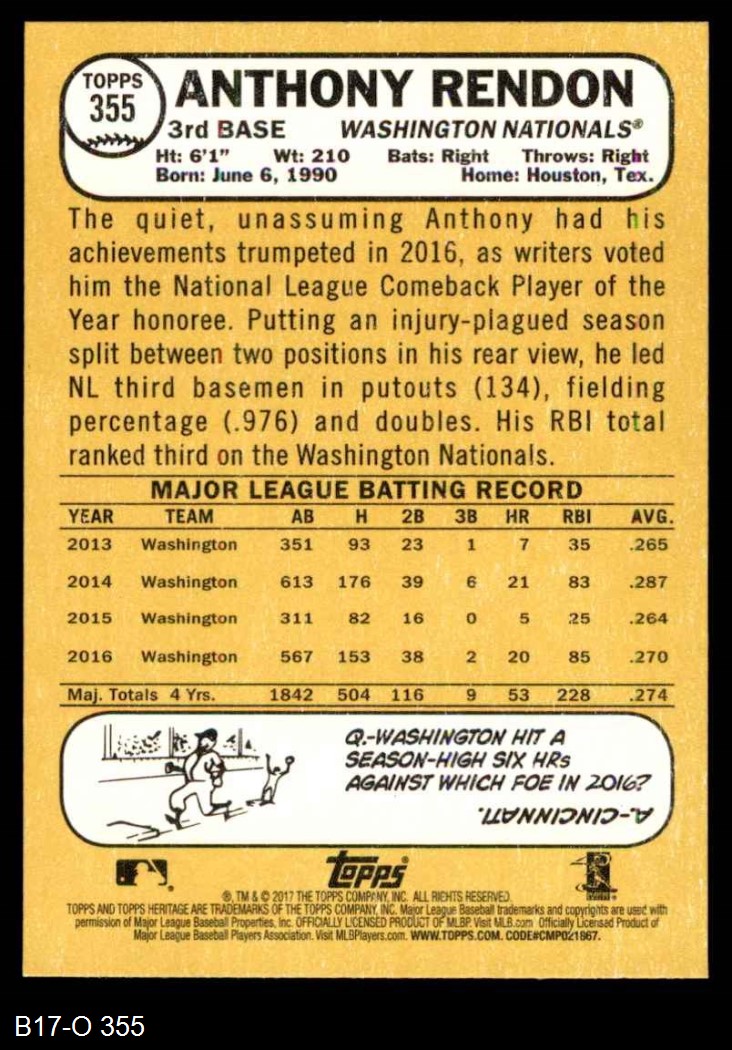 TOPPS
355
ANTHONY RENDON
3rd BASE WASHINGTON NATIONALS®
Ht: 6'1" Wt: 210 Bats: Right Throws: Right
Born: June 6, 1990 Home: Houston, Tex.
The quiet, unassuming Anthony had his
achievements trumpeted in 2016, as writers voted
him the National League Comeback Player of the
Year honoree. Putting an injury-plagued season
split between two positions in his rear view, he led
NL third basemen in putouts (134), fielding
percentage (.976) and doubles. His RBI total
ranked third on the Washington Nationals.
MAJOR LEAGUE BATTING RECORD
YEAR TEAM AB H 2B 3B HR RBI AVG.
2013 Washington 351 93 23 1 7 35 .265
2014 Washington 613 176 39 6 21 83 .287
2015 Washington 311 82 16 0 5 25 .264
2016 Washington 567 153 38 2 20 85 .270
Maj. Totals 4 Yrs. 1842 504 116 9 53 228 .274
Q.-WASHINGTON HIT A
SEASON-HIGH SIX HRs
AGAINST WHICH FOE IN 2016?
A.-CINCINNATI.
topps®
®, TM & © 2017 THE TOPPS COMPANY, INC. ALL RIGHTS RESERVED.
TOPPS AND TOPPS HERITAGE ARE TRADEMARKS OF THE TOPPS COMPANY, INC. Major League Baseball trademarks and copyrights are used with
permission of Major League Baseball Properties, Inc. OFFICIALLY LICENSED PRODUCT OF MLBP. Visit MLB.com Officially Licensed Product of
Major League Baseball Players Association. Visit MLBPlayers.com. WWW.TOPPS.COM. CODE#CMP021867.
B17-O 355